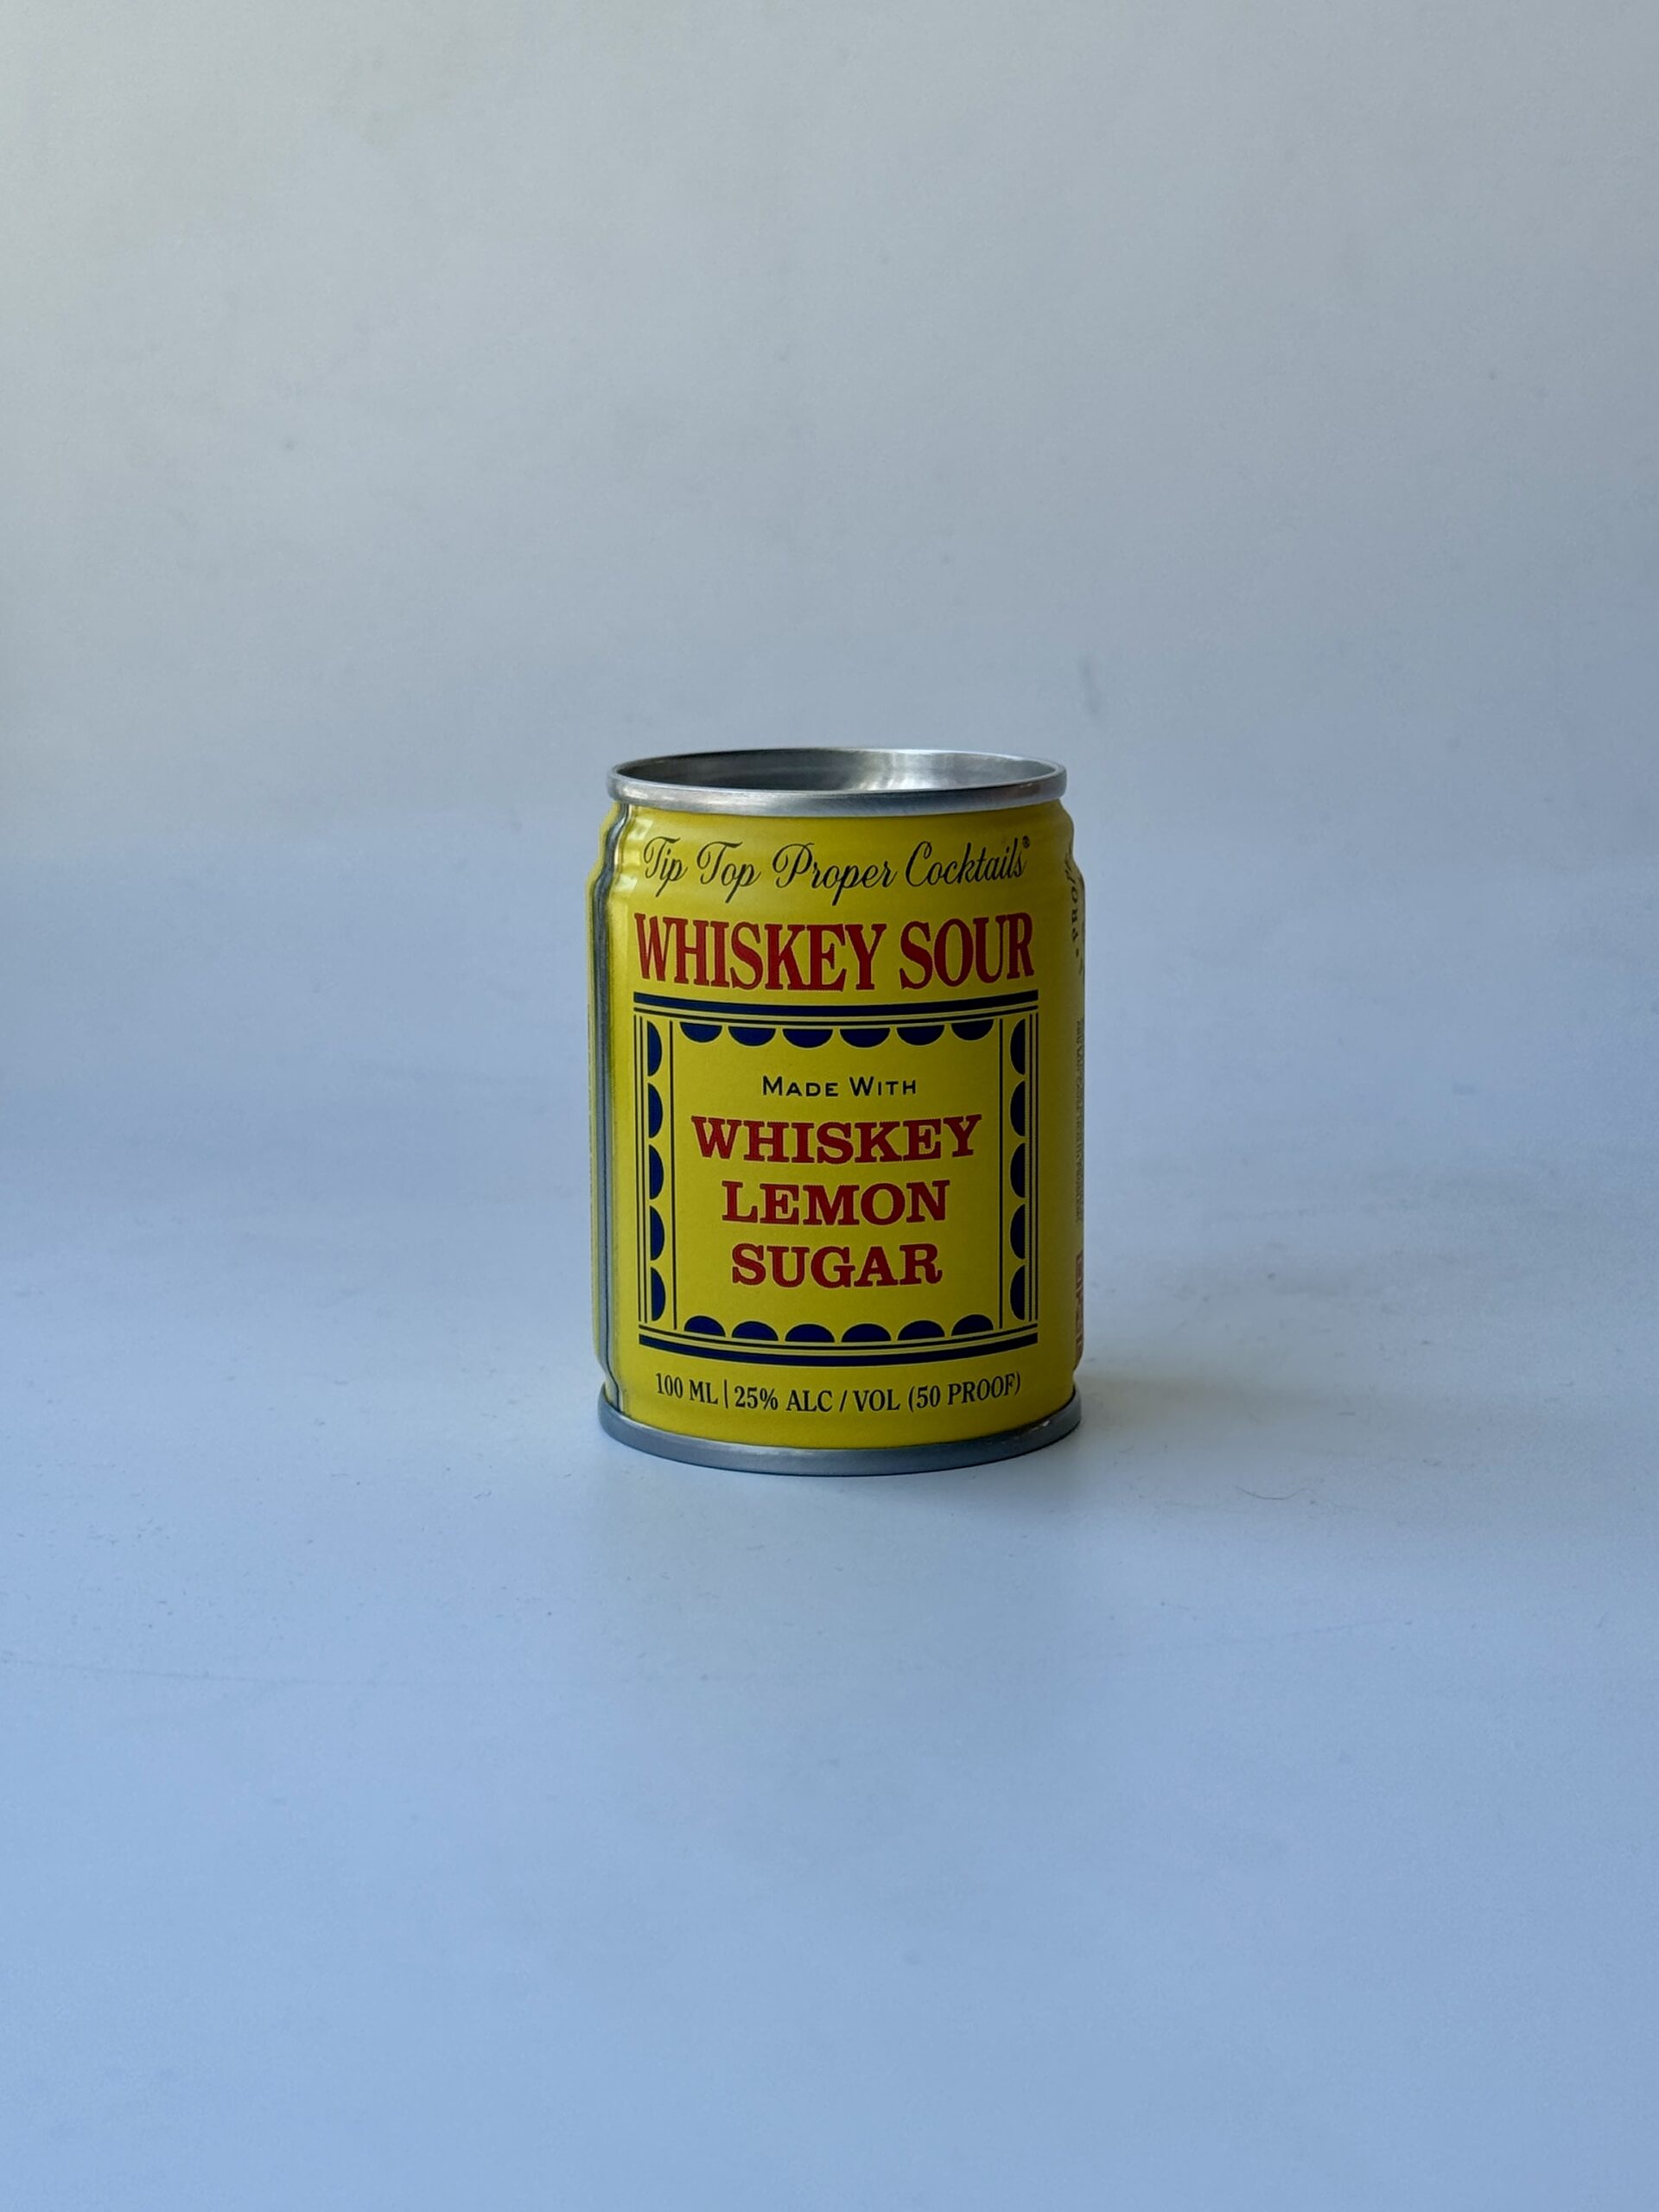 Tip Top Proper Cocktails®
WHISKEY SOUR
MADE WITH
WHISKEY
LEMON
SUGAR
100 ML | 25% ALC / VOL (50 PROOF)